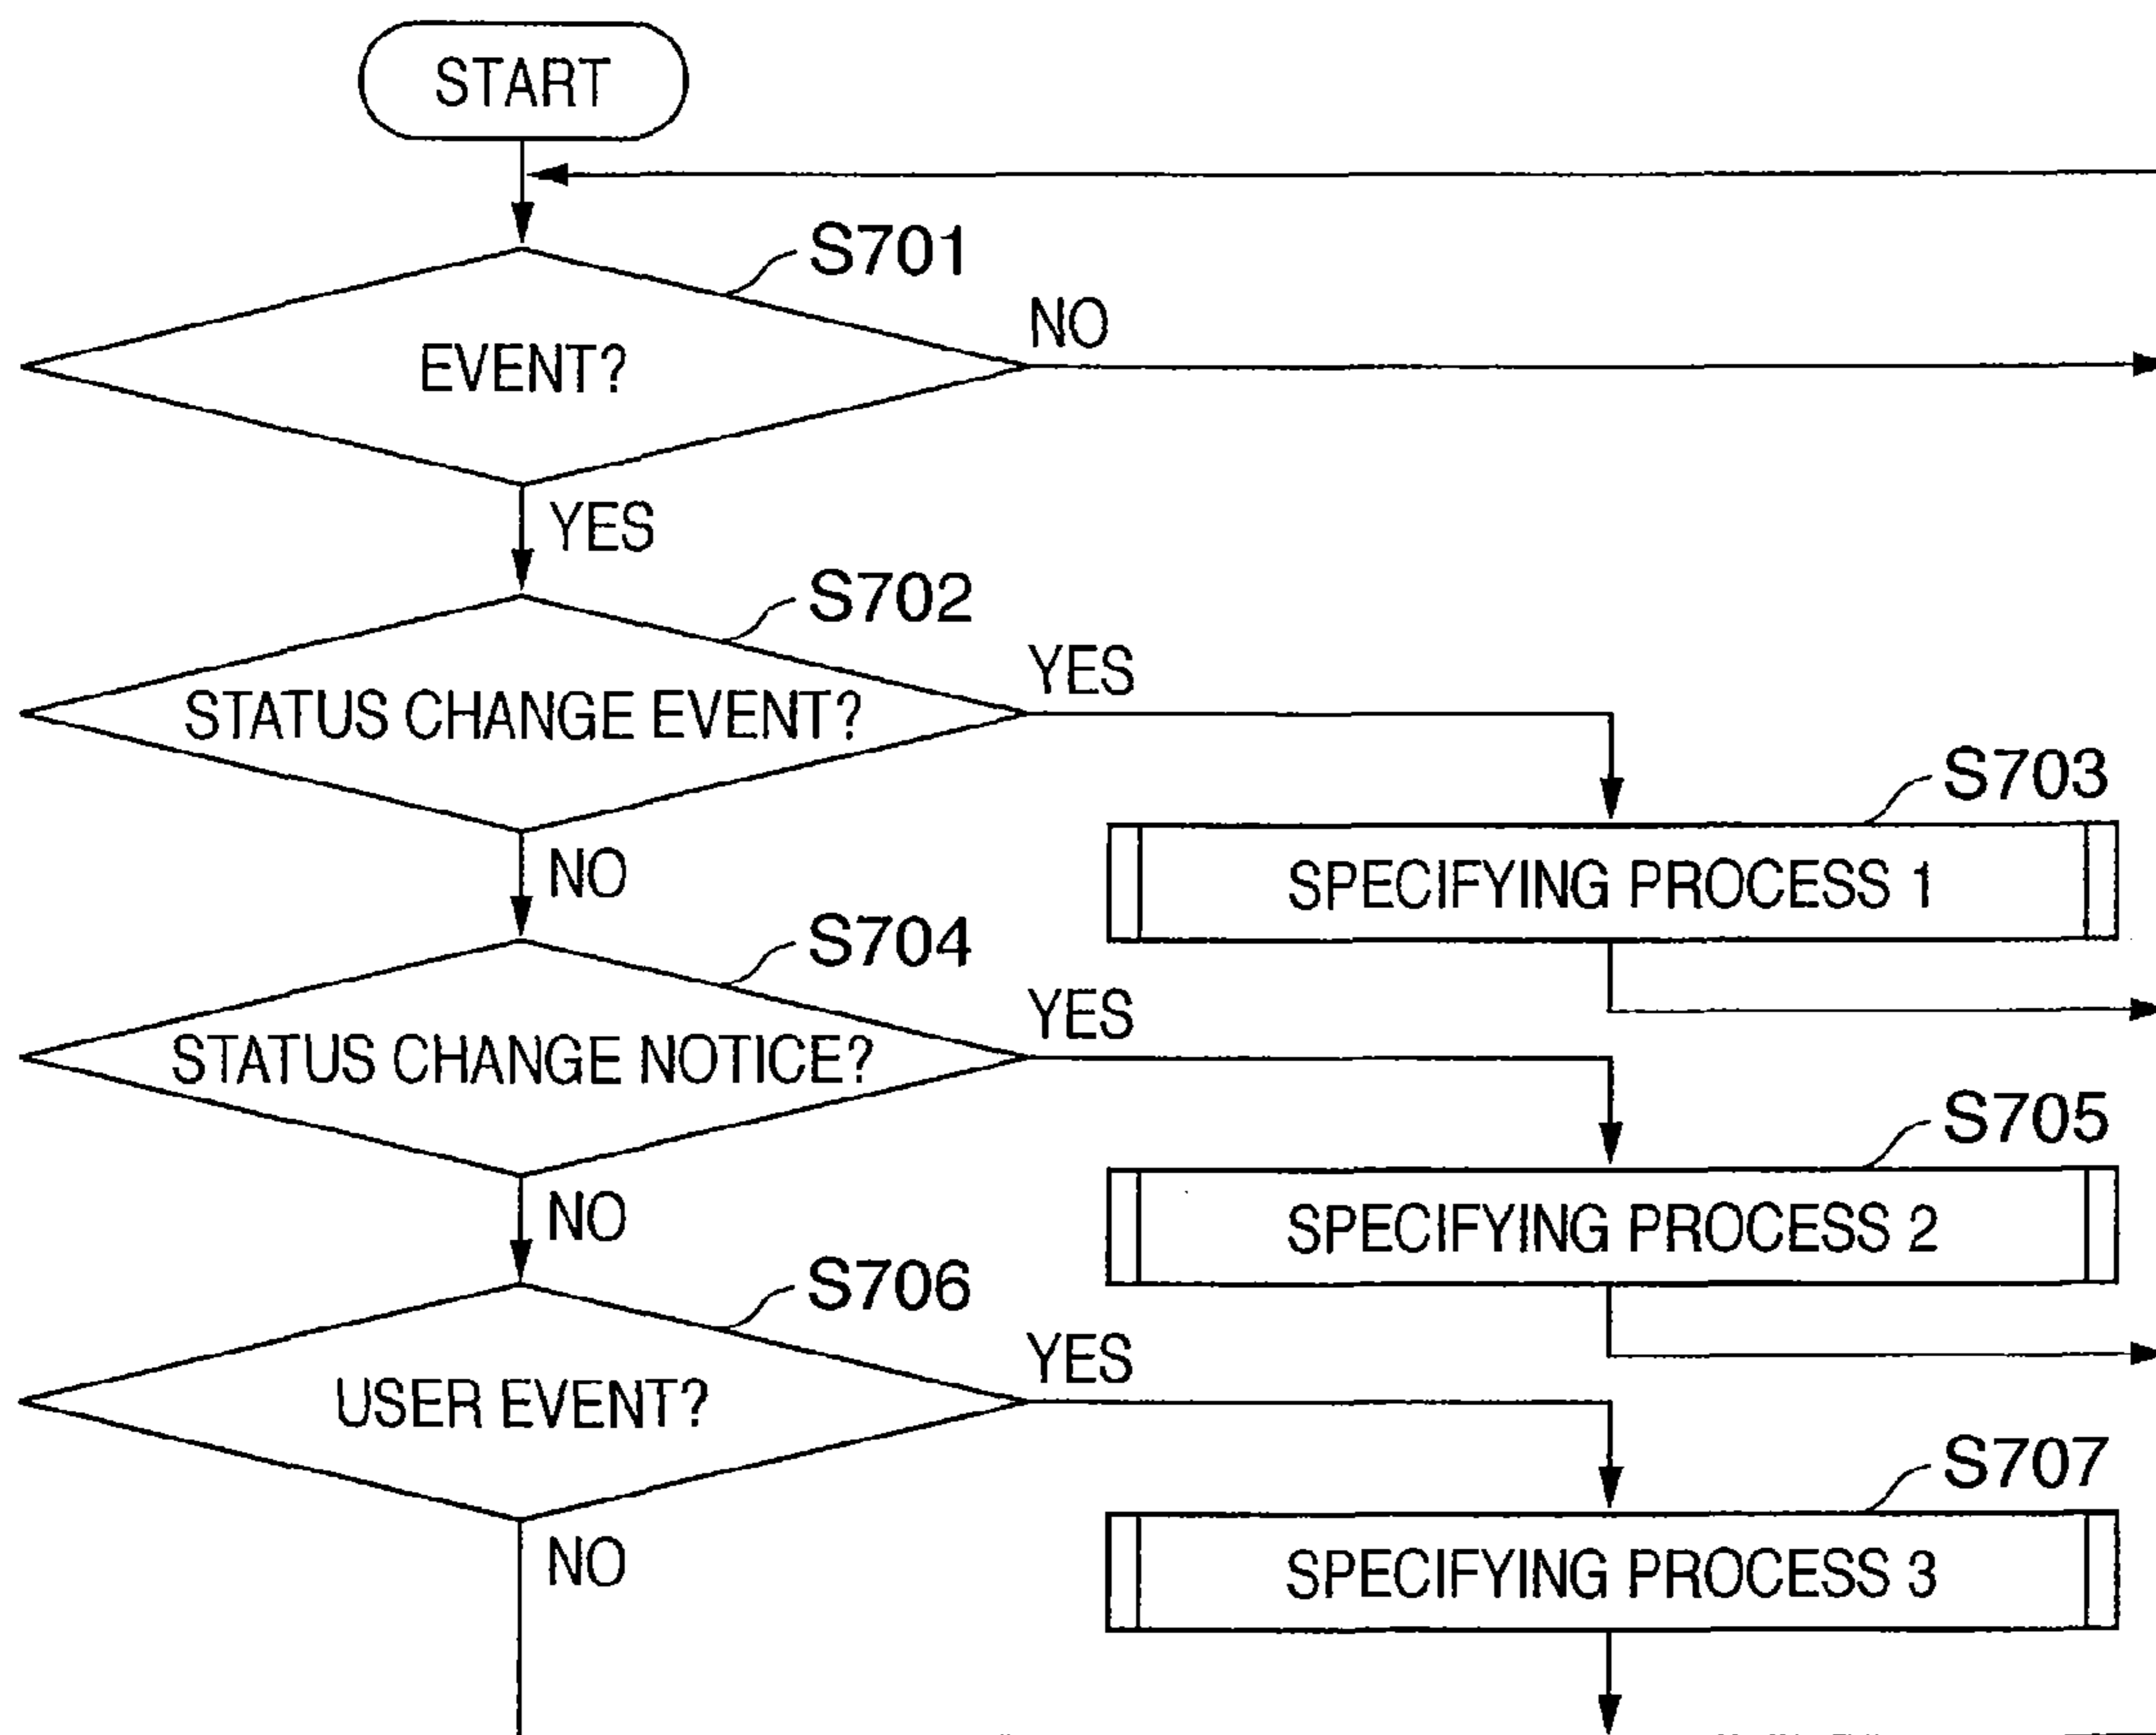 START
S701
NO
EVENT?
YES
S702
YES
STATUS CHANGE EVENT?
S703
NO
SPECIFYING PROCESS 1
S704
YES
STATUS CHANGE NOTICE?
S705
NO
SPECIFYING PROCESS 2
S706
YES
USER EVENT?
S707
NO
SPECIFYING PROCESS 3